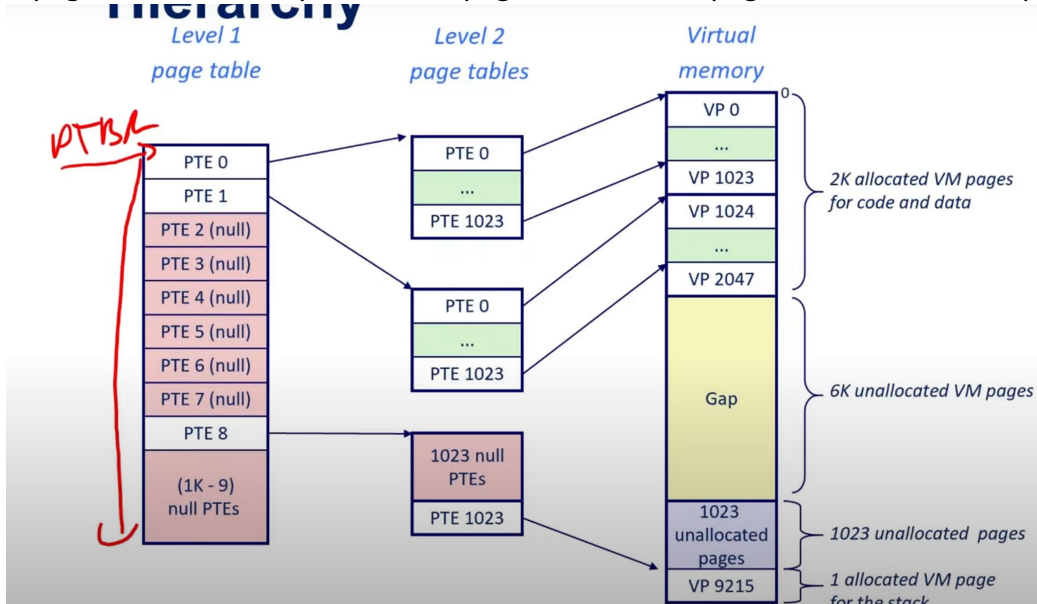 Hierarchy
Level 1
page table
Level 2
page tables
Virtual
memory
PTBR
PTE 0
PTE 1
PTE 2 (null)
PTE 3 (null)
PTE 4 (null)
PTE 5 (null)
PTE 6 (null)
PTE 7 (null)
PTE 8
(1K - 9)
null PTEs
PTE 0
...
PTE 1023
PTE 0
...
PTE 1023
1023 null
PTEs
PTE 1023
0
VP 0
...
VP 1023
VP 1024
...
VP 2047
Gap
1023
unallocated
pages
VP 9215
2K allocated VM pages
for code and data
6K unallocated VM pages
1023 unallocated pages
1 allocated VM page
for the stack